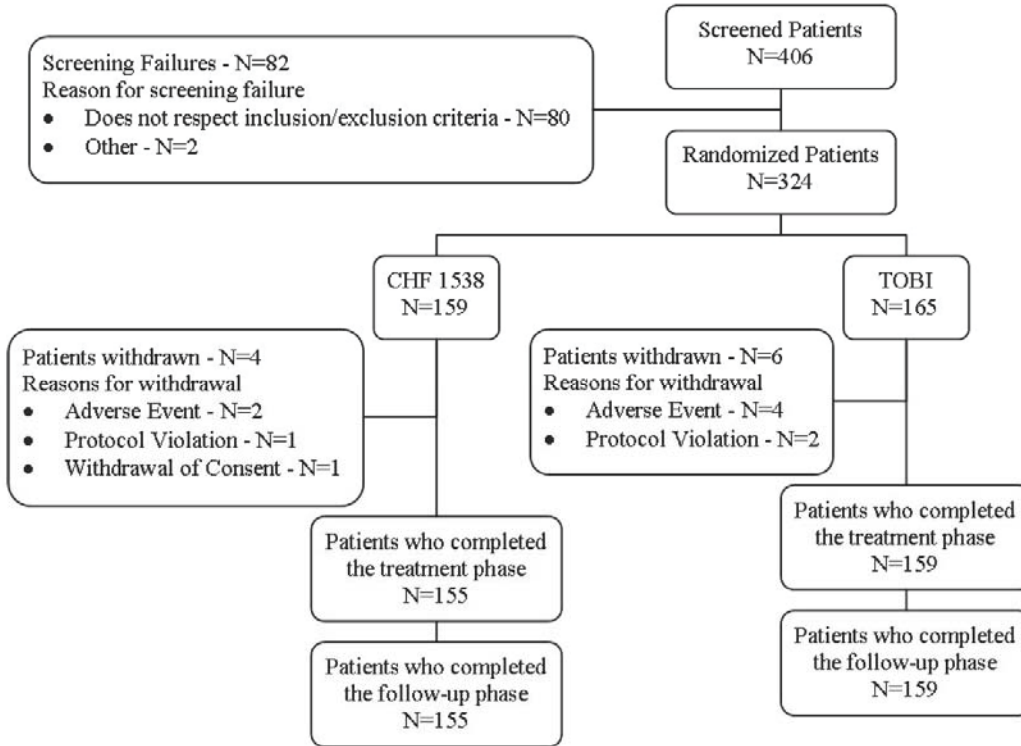 Screened Patients
N=406
Screening Failures - N=82
Reason for screening failure
• Does not respect inclusion/exclusion criteria - N=80
• Other - N=2
Randomized Patients
N=324
CHF 1538
N=159
TOBI
N=165
Patients withdrawn - N=4
Reasons for withdrawal
• Adverse Event - N=2
• Protocol Violation - N=1
• Withdrawal of Consent - N=1
Patients withdrawn - N=6
Reasons for withdrawal
• Adverse Event - N=4
• Protocol Violation - N=2
Patients who completed
the treatment phase
N=155
Patients who completed
the treatment phase
N=159
Patients who completed
the follow-up phase
N=155
Patients who completed
the follow-up phase
N=159